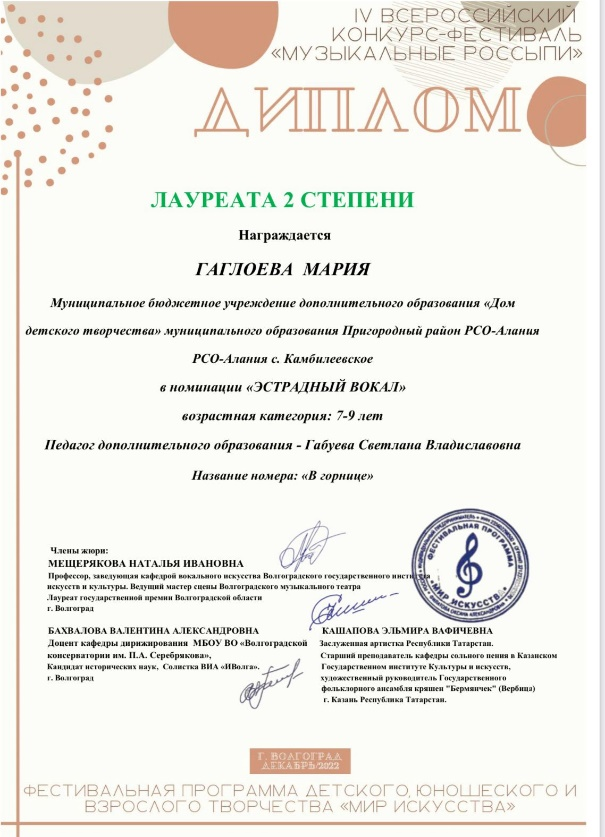 IV ВСЕРОССИЙСКИЙ
КОНКУРС-ФЕСТИВАЛЬ
«МУЗЫКАЛЬНЫЕ РОССЫПИ»
ДИПЛОМ
ЛАУРЕАТА 2 СТЕПЕНИ
Награждается
ГАГЛОЕВА МАРИЯ
Муниципальное бюджетное учреждение дополнительного образования «Дом
детского творчества» муниципального образования Пригородный район РСО-Алания
РСО-Алания с. Камбилеевское
в номинации «ЭСТРАДНЫЙ ВОКАЛ»
возрастная категория: 7-9 лет
Педагог дополнительного образования - Габуева Светлана Владиславовна
Название номера: «В горнице»
Члены жюри:
МЕЩЕРЯКОВА НАТАЛЬЯ ИВАНОВНА
Профессор, заведующая кафедрой вокального искусства Волгоградского государственного института
искусств и культуры. Ведущий мастер сцены Волгоградского музыкального театра
Лауреат государственной премии Волгоградской области
г. Волгоград
ФЕСТИВАЛЬНАЯ ПРОГРАММА
МИР ИСКУССТВА
БАХВАЛОВА ВАЛЕНТИНА АЛЕКСАНДРОВНА
Доцент кафедры дирижирования МБОУ ВО «Волгоградской
консерватории им. П.А. Серебрякова»,
Кандидат исторических наук, Солистка ВИА «ИВолга».
г. Волгоград
КАШАПОВА ЭЛЬМИРА ВАФИЧЕВНА
Заслуженная артистка Республики Татарстан.
Старший преподаватель кафедры сольного пения в Казанском
Государственном институте Культуры и искусств,
художественный руководитель Государственного
фольклорного ансамбля кряшен "Бермянчек" (Вербица)
г. Казань Республика Татарстан.
Г. ВОЛГОГРАД
ДЕКАБРЬ/2022
ФЕСТИВАЛЬНАЯ ПРОГРАММА ДЕТСКОГО, ЮНОШЕСКОГО И
ВЗРОСЛОГО ТВОРЧЕСТВА «МИР ИСКУССТВА»